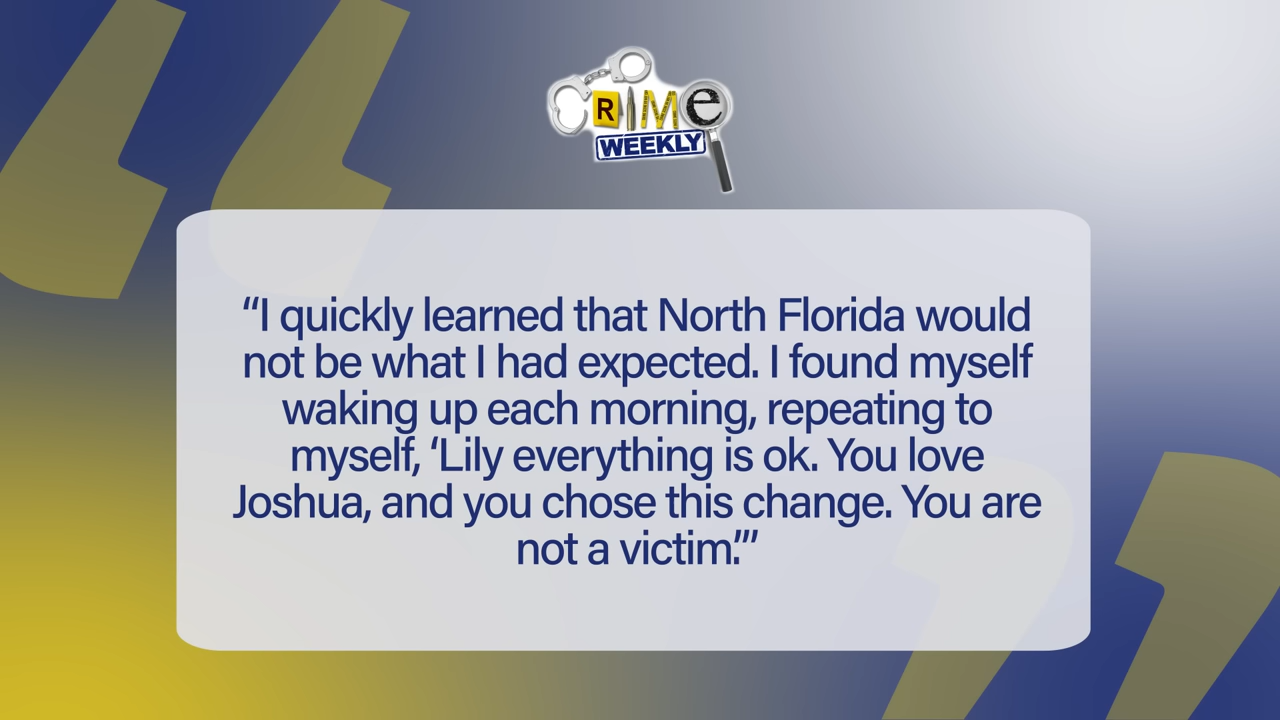 CRIMe
WEEKLY
“I quickly learned that North Florida would
not be what I had expected. I found myself
waking up each morning, repeating to
myself, ‘Lily everything is ok. You love
Joshua, and you chose this change. You are
not a victim.’”